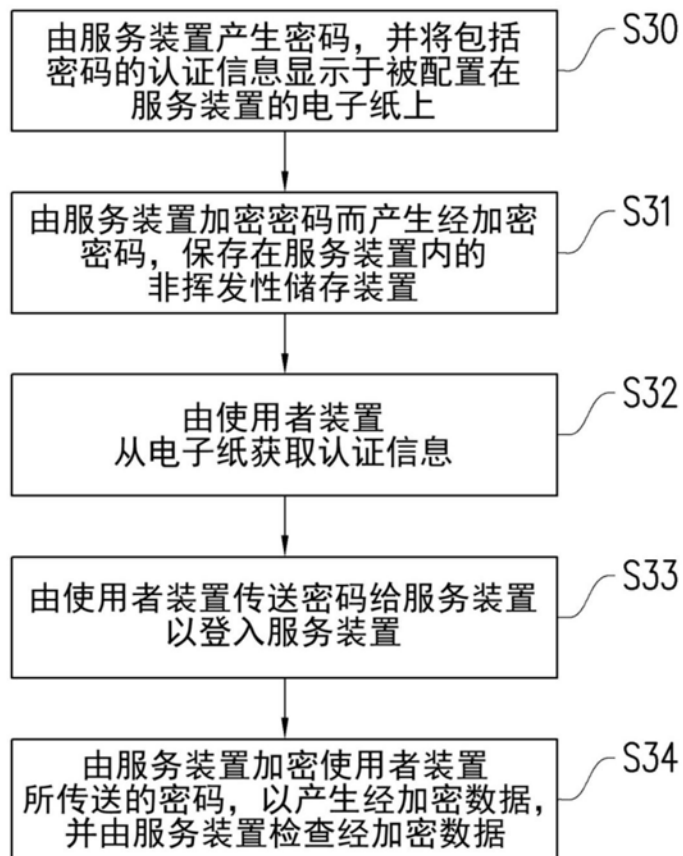 由服务装置产生密码，并将包括
密码的认证信息显示于被配置在
服务装置的电子纸上
S30
由服务装置加密密码而产生经加密
密码，保存在服务装置内的
非挥发性储存装置
S31
由使用者装置
从电子纸获取认证信息
S32
由使用者装置传送密码给服务装置
以登入服务装置
S33
由服务装置加密使用者装置
所传送的密码，以产生经加密数据，
并由服务装置检查经加密数据
S34